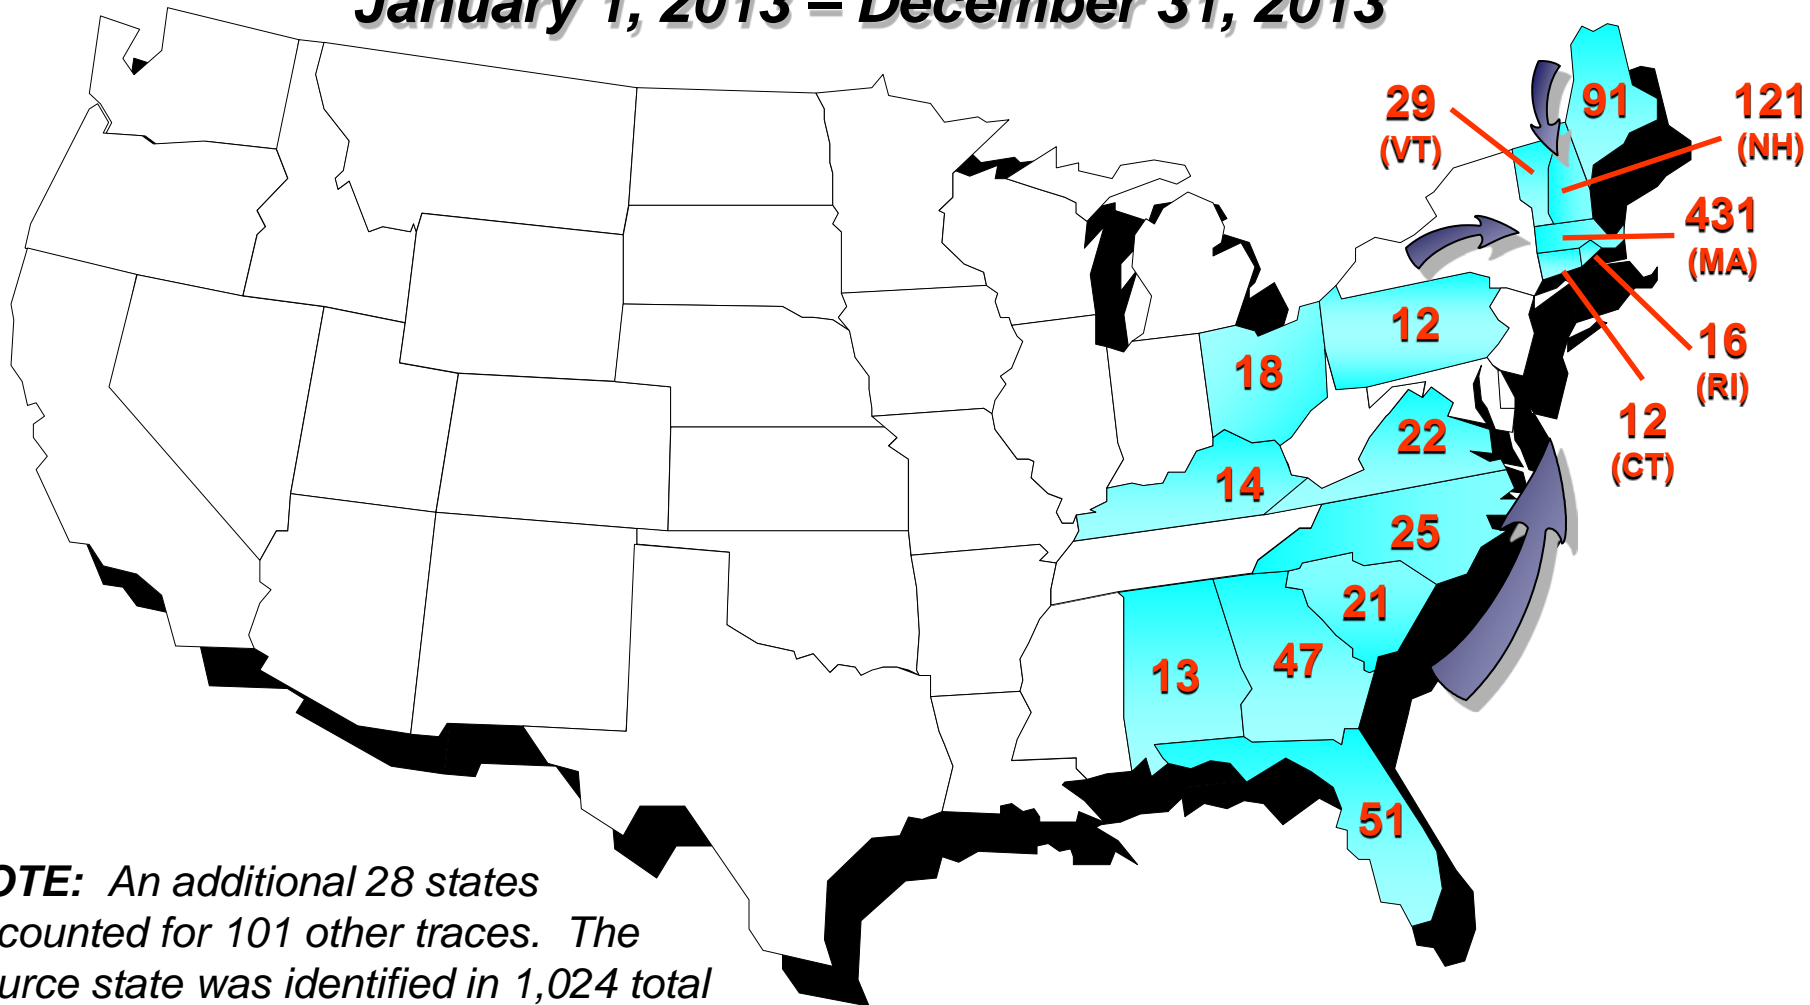 January 1, 2013 – December 31, 2013
91
29
(VT)
121
(NH)
431
(MA)
12
16
(RI)
18
12
(CT)
22
14
25
21
47
13
51
OTE: An additional 28 states
counted for 101 other traces. The
urce state was identified in 1,024 total